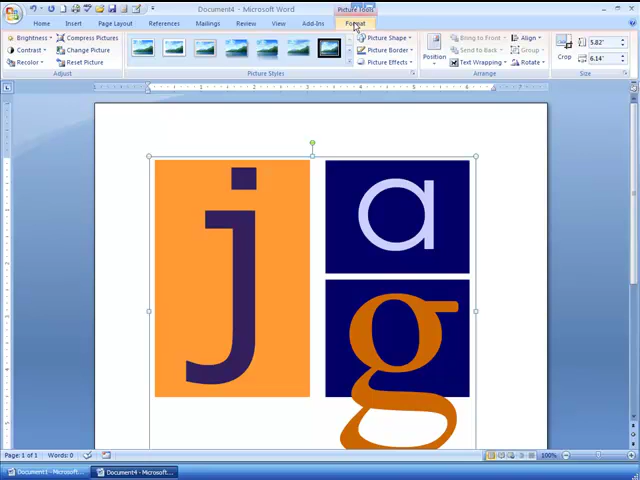 Document4 - Microsoft Word
Picture Tools
Home Insert Page Layout References Mailings Review View Add-Ins Format
Brightness Compress Pictures Picture Shape Bring to Front Align 5.82"
Contrast Change Picture Picture Border Send to Back Group 6.14"
Recolor Reset Picture Picture Effects Position Text Wrapping Rotate Crop
Adjust Picture Styles Arrange Size
j a
g
Page: 1 of 1 Words: 0 100%
Document1 - Microsoft... Document4 - Microsoft...